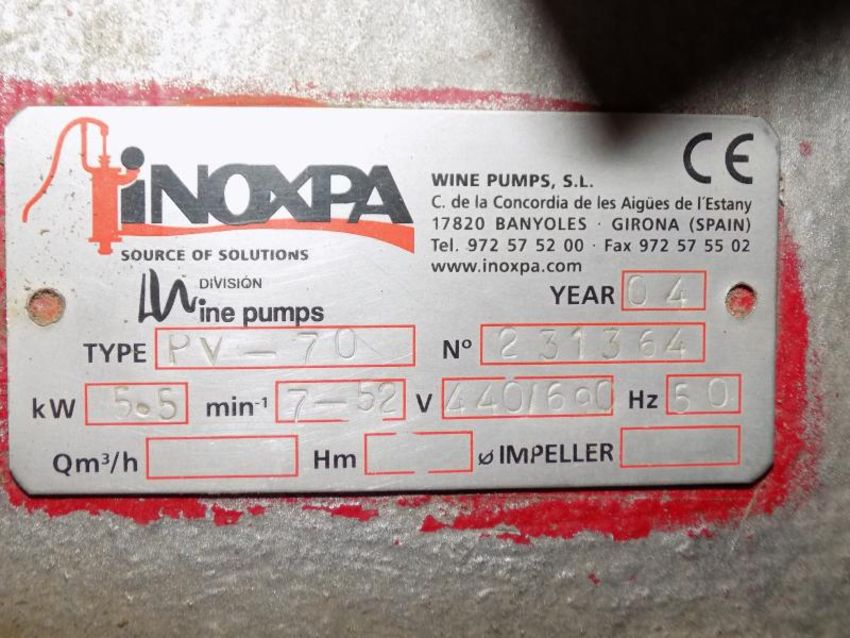 iNOXPA
SOURCE OF SOLUTIONS
DIVISIÓN
Wine pumps
WINE PUMPS, S.L.
C. de la Concordia de les Aigües de l'Estany
17820 BANYOLES · GIRONA (SPAIN)
Tel. 972 57 52 00 · Fax 972 57 55 02
www.inoxpa.com
CE
YEAR 04
TYPE PV-70 Nº 231364
kW 5.5 min⁻¹ 7-52 V 440/690 Hz 50
Qm³/h Hm ø IMPELLER